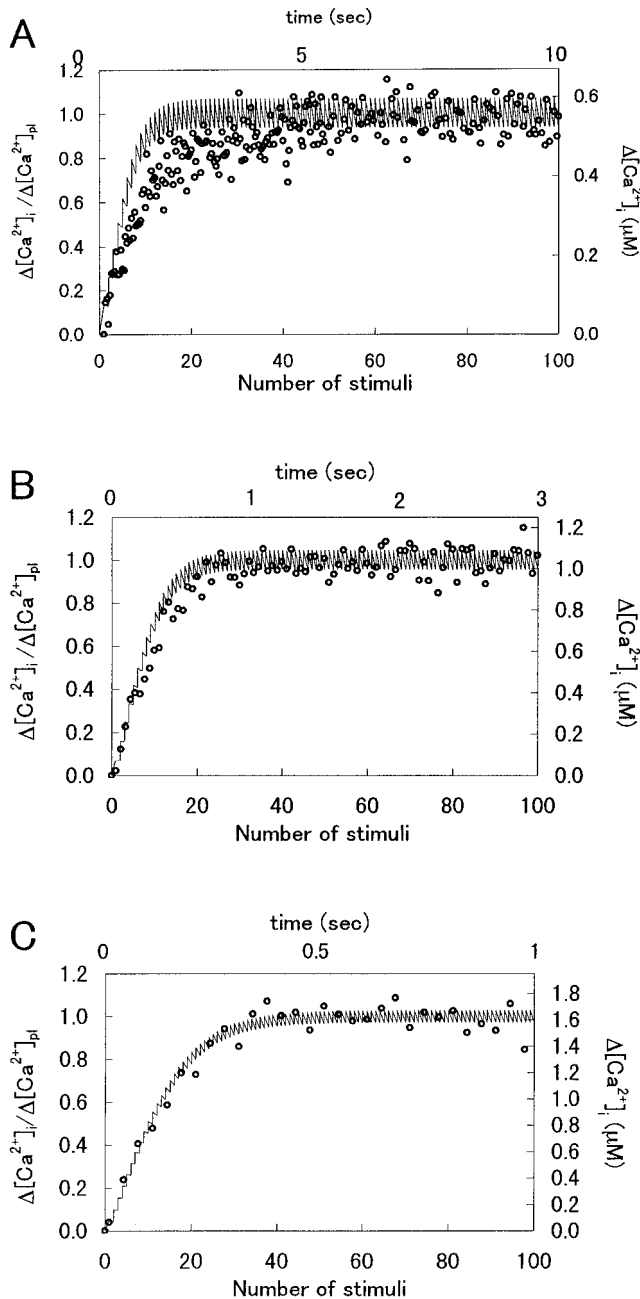 A
time (sec)
0 5 10
1.2
1.0
0.8
0.6
0.4
0.2
0.0
Δ[Ca²⁺]ᵢ /Δ[Ca²⁺]pl
0.6
0.4
0.2
0.0
Δ[Ca²⁺]ᵢ (μM)
0 20 40 60 80 100
Number of stimuli
B
time (sec)
0 1 2 3
1.2
1.0
0.8
0.6
0.4
0.2
0.0
Δ[Ca²⁺]ᵢ /Δ[Ca²⁺]pl
1.2
1.0
0.8
0.6
0.4
0.2
0.0
Δ[Ca²⁺]ᵢ (μM)
0 20 40 60 80 100
Number of stimuli
C
time (sec)
0 0.5 1
1.2
1.0
0.8
0.6
0.4
0.2
0.0
Δ[Ca²⁺]ᵢ/Δ[Ca²⁺]pl
1.8
1.6
1.4
1.2
1.0
0.8
0.6
0.4
0.2
0.0
Δ[Ca²⁺]ᵢ (μM)
0 20 40 60 80 100
Number of stimuli